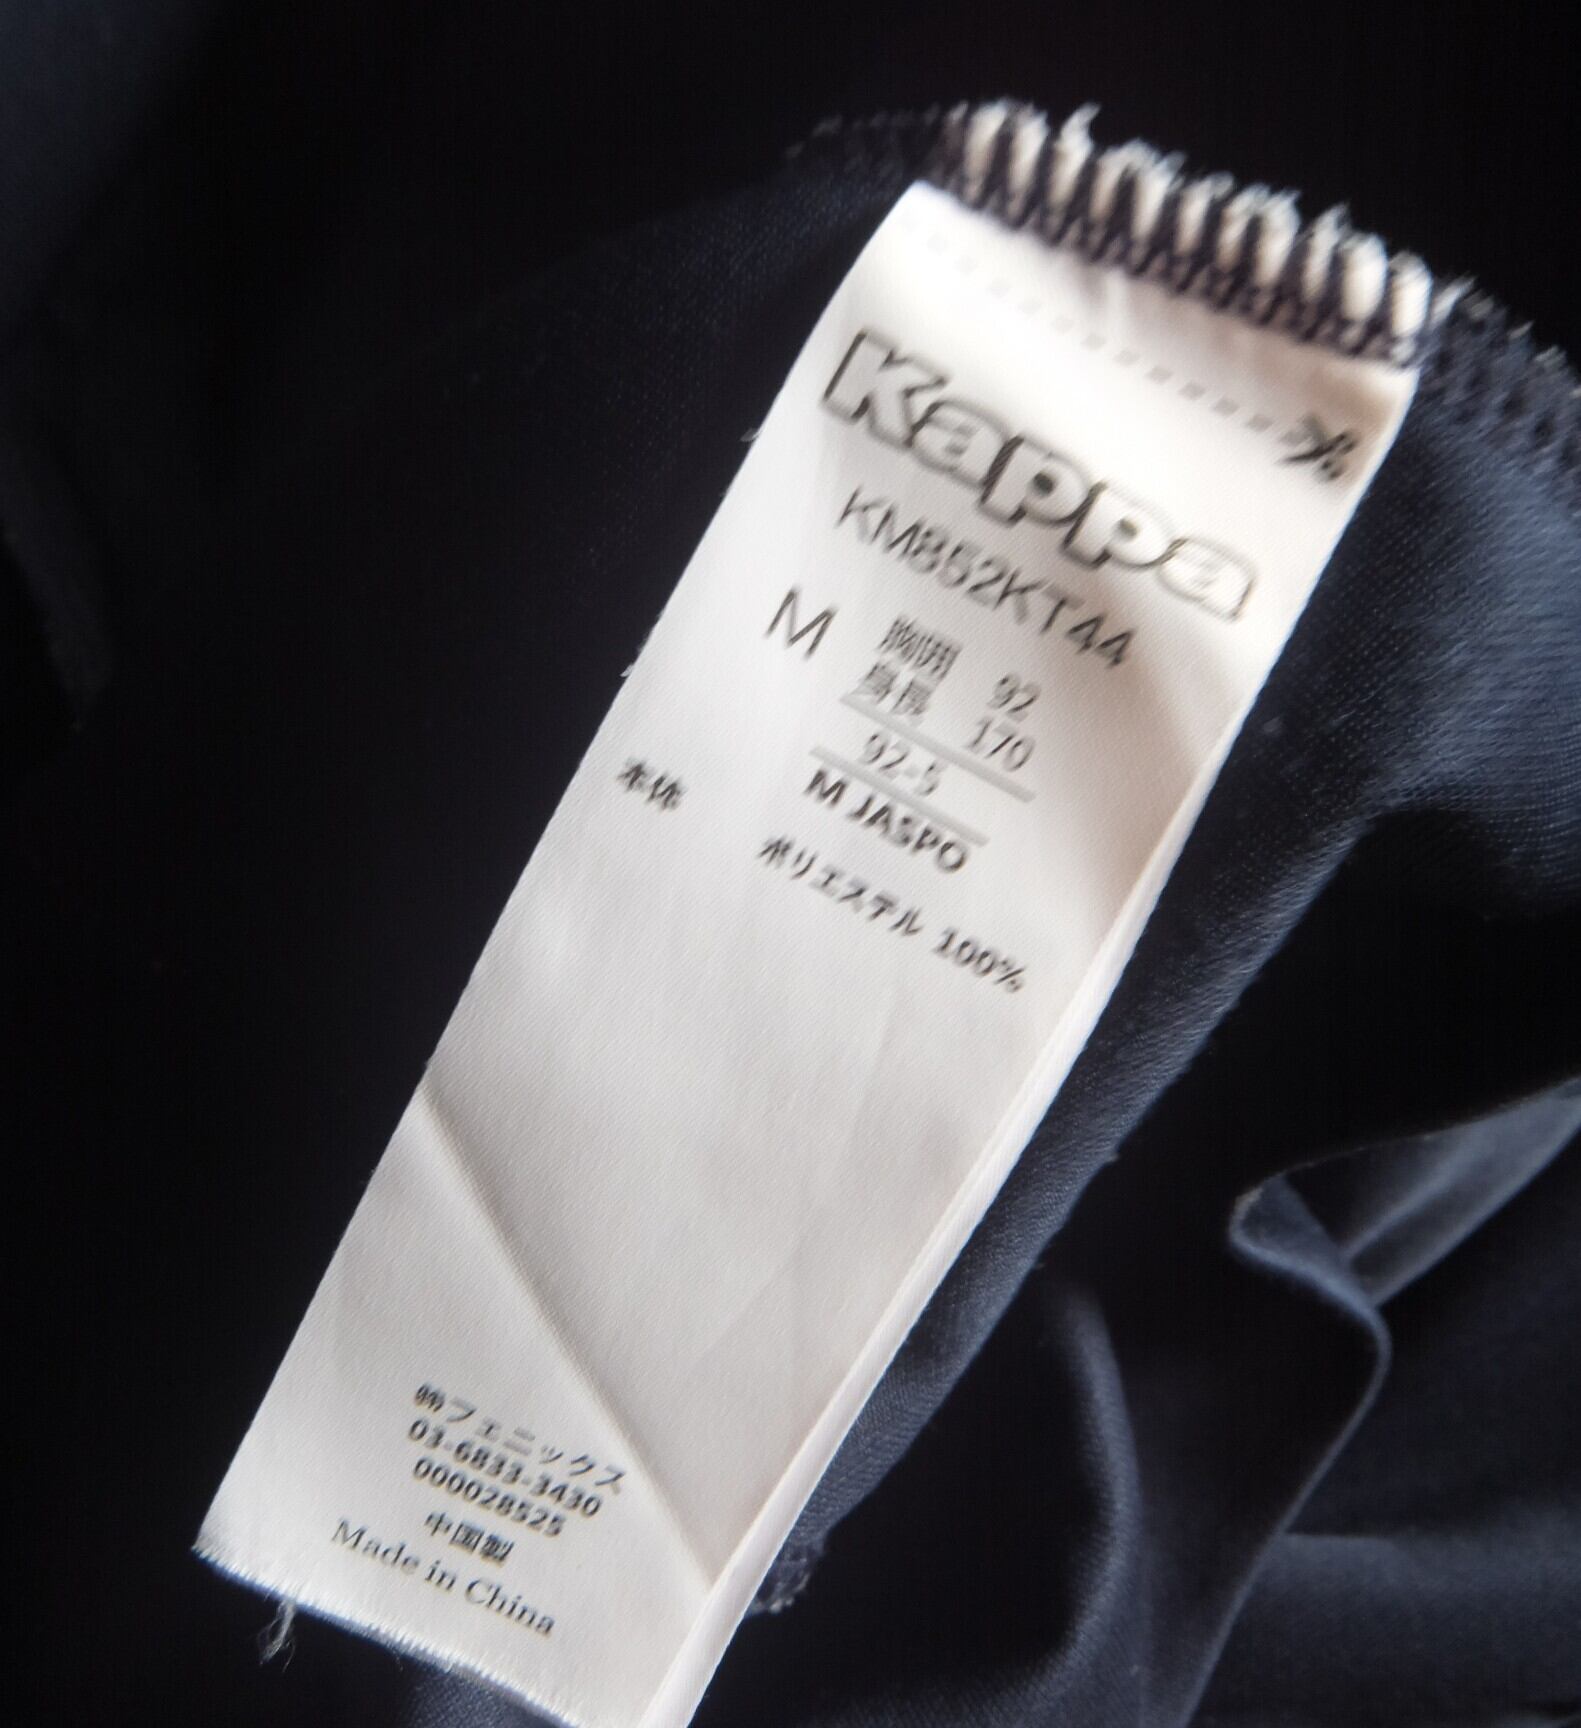 Kappa
KM852KT44
M
胸囲 92
身長 170
92-5
M JASPO
本体
ポリエステル 100%
㈱フェニックス
03-6833-3430
000028525
中国製
Made in China